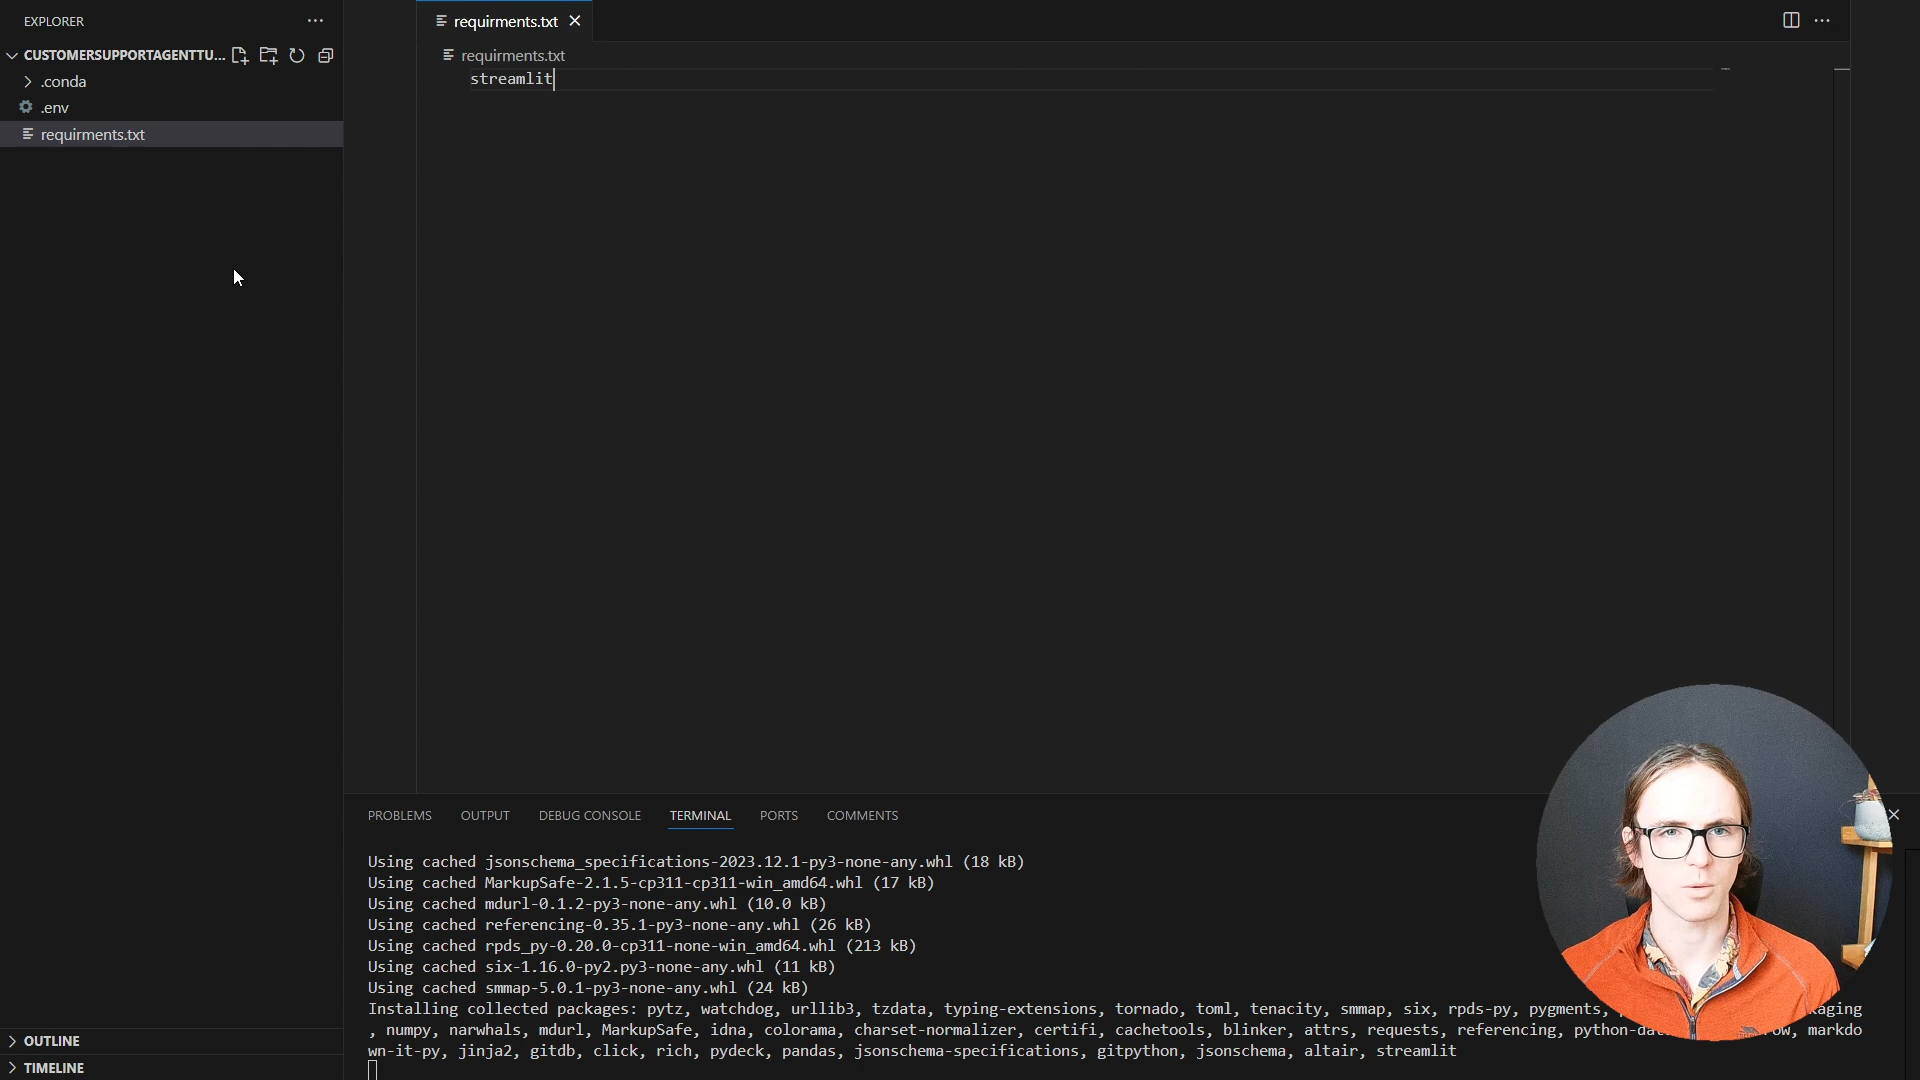 EXPLORER
CUSTOMERSUPPORTAGENTTU...
.conda
.env
requirments.txt
OUTLINE
TIMELINE
requirments.txt
requirments.txt
streamlit
PROBLEMS OUTPUT DEBUG CONSOLE TERMINAL PORTS COMMENTS
Using cached jsonschema_specifications-2023.12.1-py3-none-any.whl (18 kB)
Using cached MarkupSafe-2.1.5-cp311-cp311-win_amd64.whl (17 kB)
Using cached mdurl-0.1.2-py3-none-any.whl (10.0 kB)
Using cached referencing-0.35.1-py3-none-any.whl (26 kB)
Using cached rpds_py-0.20.0-cp311-none-win_amd64.whl (213 kB)
Using cached six-1.16.0-py2.py3-none-any.whl (11 kB)
Using cached smmap-5.0.1-py3-none-any.whl (24 kB)
Installing collected packages: pytz, watchdog, urllib3, tzdata, typing-extensions, tornado, toml, tenacity, smmap, six, rpds-py, pygments,
, numpy, narwhals, mdurl, MarkupSafe, idna, colorama, charset-normalizer, certifi, cachetools, blinker, attrs, requests, referencing, markdo
wn-it-py, jinja2, gitdb, click, rich, pydeck, pandas, jsonschema-specifications, gitpython, jsonschema, altair, streamlit